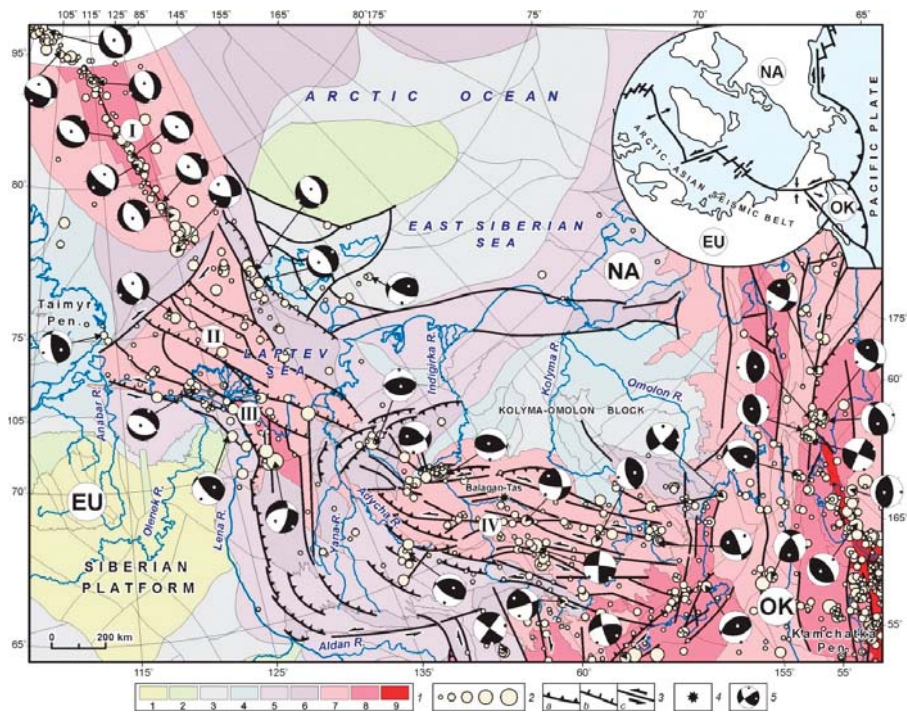 105° 115° 125° 135° 145° 155° 165° 80° 175° 75° 70° 65°
95°
NA
ARCTIC OCEAN
I
ARCTIC-ASIAN SEISMIC BELT
PACIFIC PLATE
OK
EU
80°
EAST SIBERIAN
SEA
NA
Taimyr
Pen.
175°
75°
II
LAPTEV
SEA
Indigirka R.
Kolyma R.
Omolon R.
60°
Anabar R.
105°
III
KOLYMA-OMOLON BLOCK
Balagan-Tas
70°
EU
Olenek R.
Lena R.
Yana R.
Adycha R.
IV
165°
SIBERIAN
PLATFORM
OK
Kamchatka
Pen.
55°
0 200 km
65°
Aldan R.
115° 125° 135° 60° 155° 55°
1 2 3 4 5 6 7 8 9 1 2 a b c 3 4 5